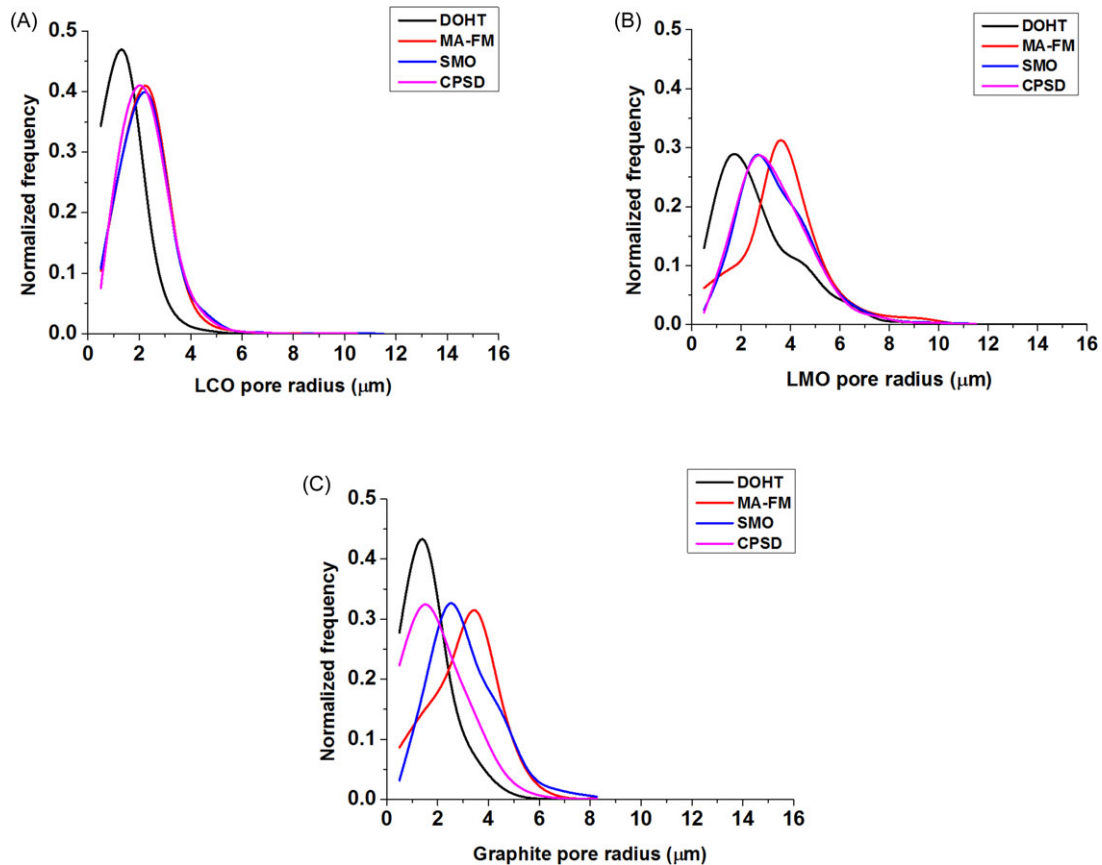 (A)
DOHT
MA-FM
SMO
CPSD
0.5
0.4
0.3
0.2
0.1
0.0
Normalized frequency
0 2 4 6 8 10 12 14 16
LCO pore radius (μm)
(B)
DOHT
MA-FM
SMO
CPSD
0.5
0.4
0.3
0.2
0.1
0.0
Normalized frequency
0 2 4 6 8 10 12 14 16
LMO pore radius (μm)
(C)
DOHT
MA-FM
SMO
CPSD
0.5
0.4
0.3
0.2
0.1
0.0
Normalized frequency
0 2 4 6 8 10 12 14 16
Graphite pore radius (μm)